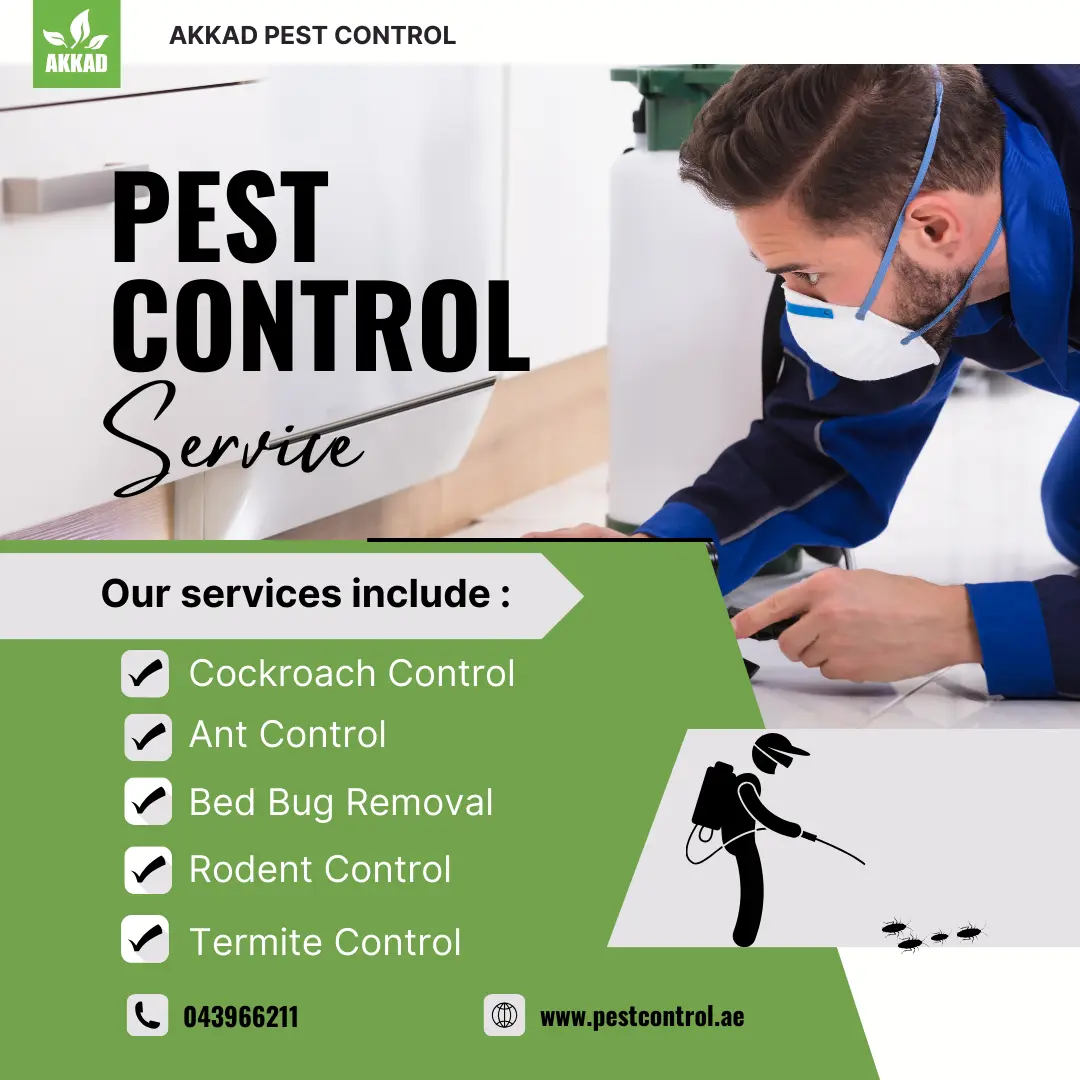 AKKAD
AKKAD PEST CONTROL
PEST
CONTROL
Service
Our services include :
Cockroach Control
Ant Control
Bed Bug Removal
Rodent Control
Termite Control
043966211
www.pestcontrol.ae